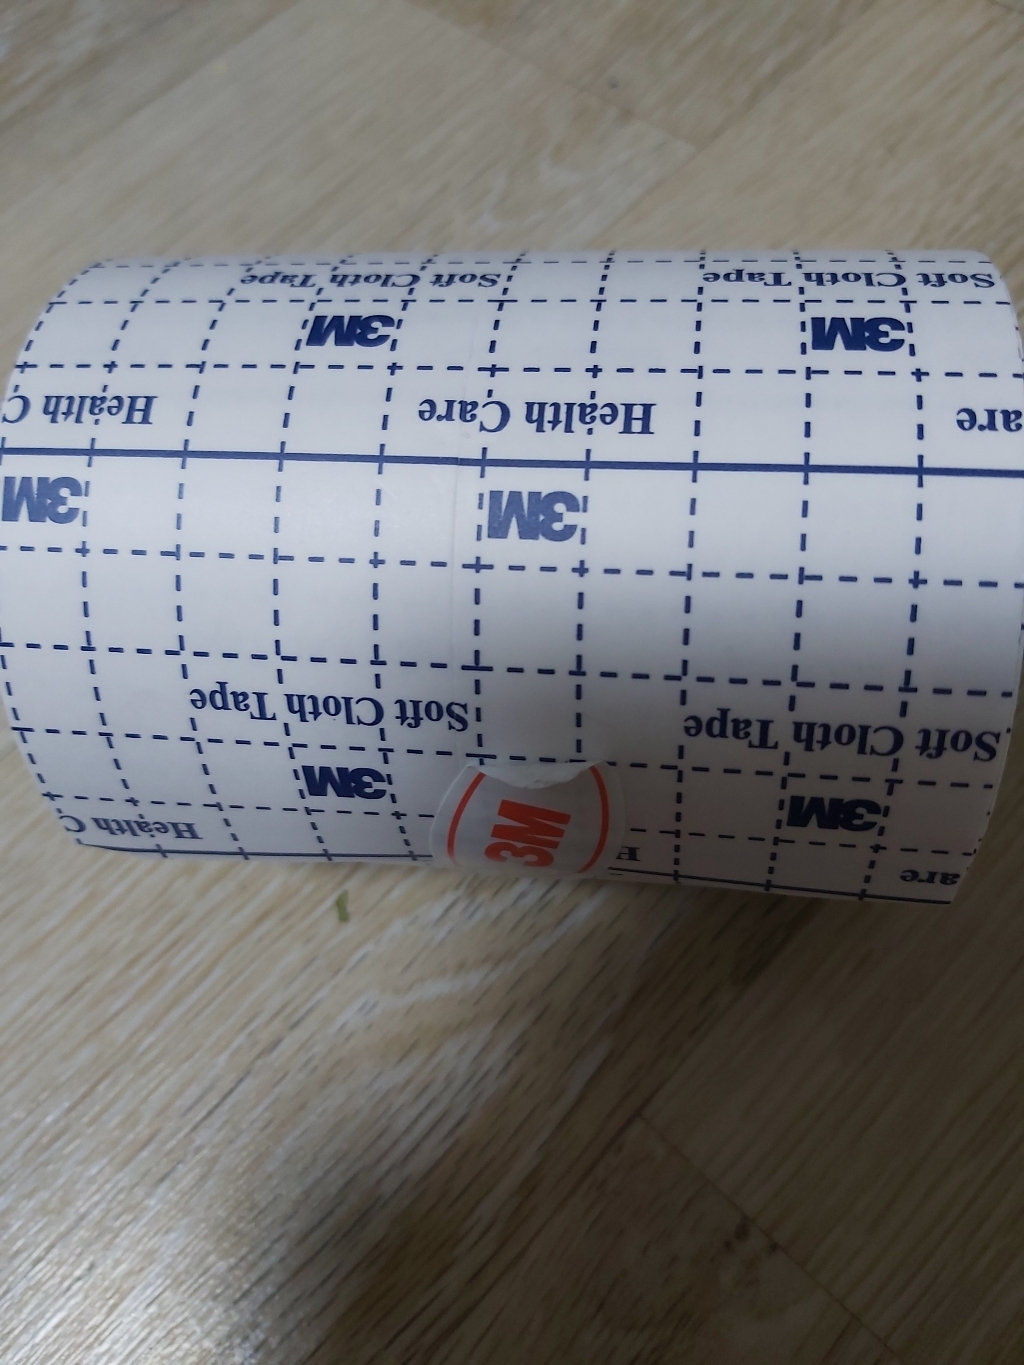 are Health C
3M 3M 3M
Soft Cloth Tape Soft Cloth Tape
3M 3M
are Health Care Health C
3M 3M
Soft Cloth Tape Soft Cloth Tape